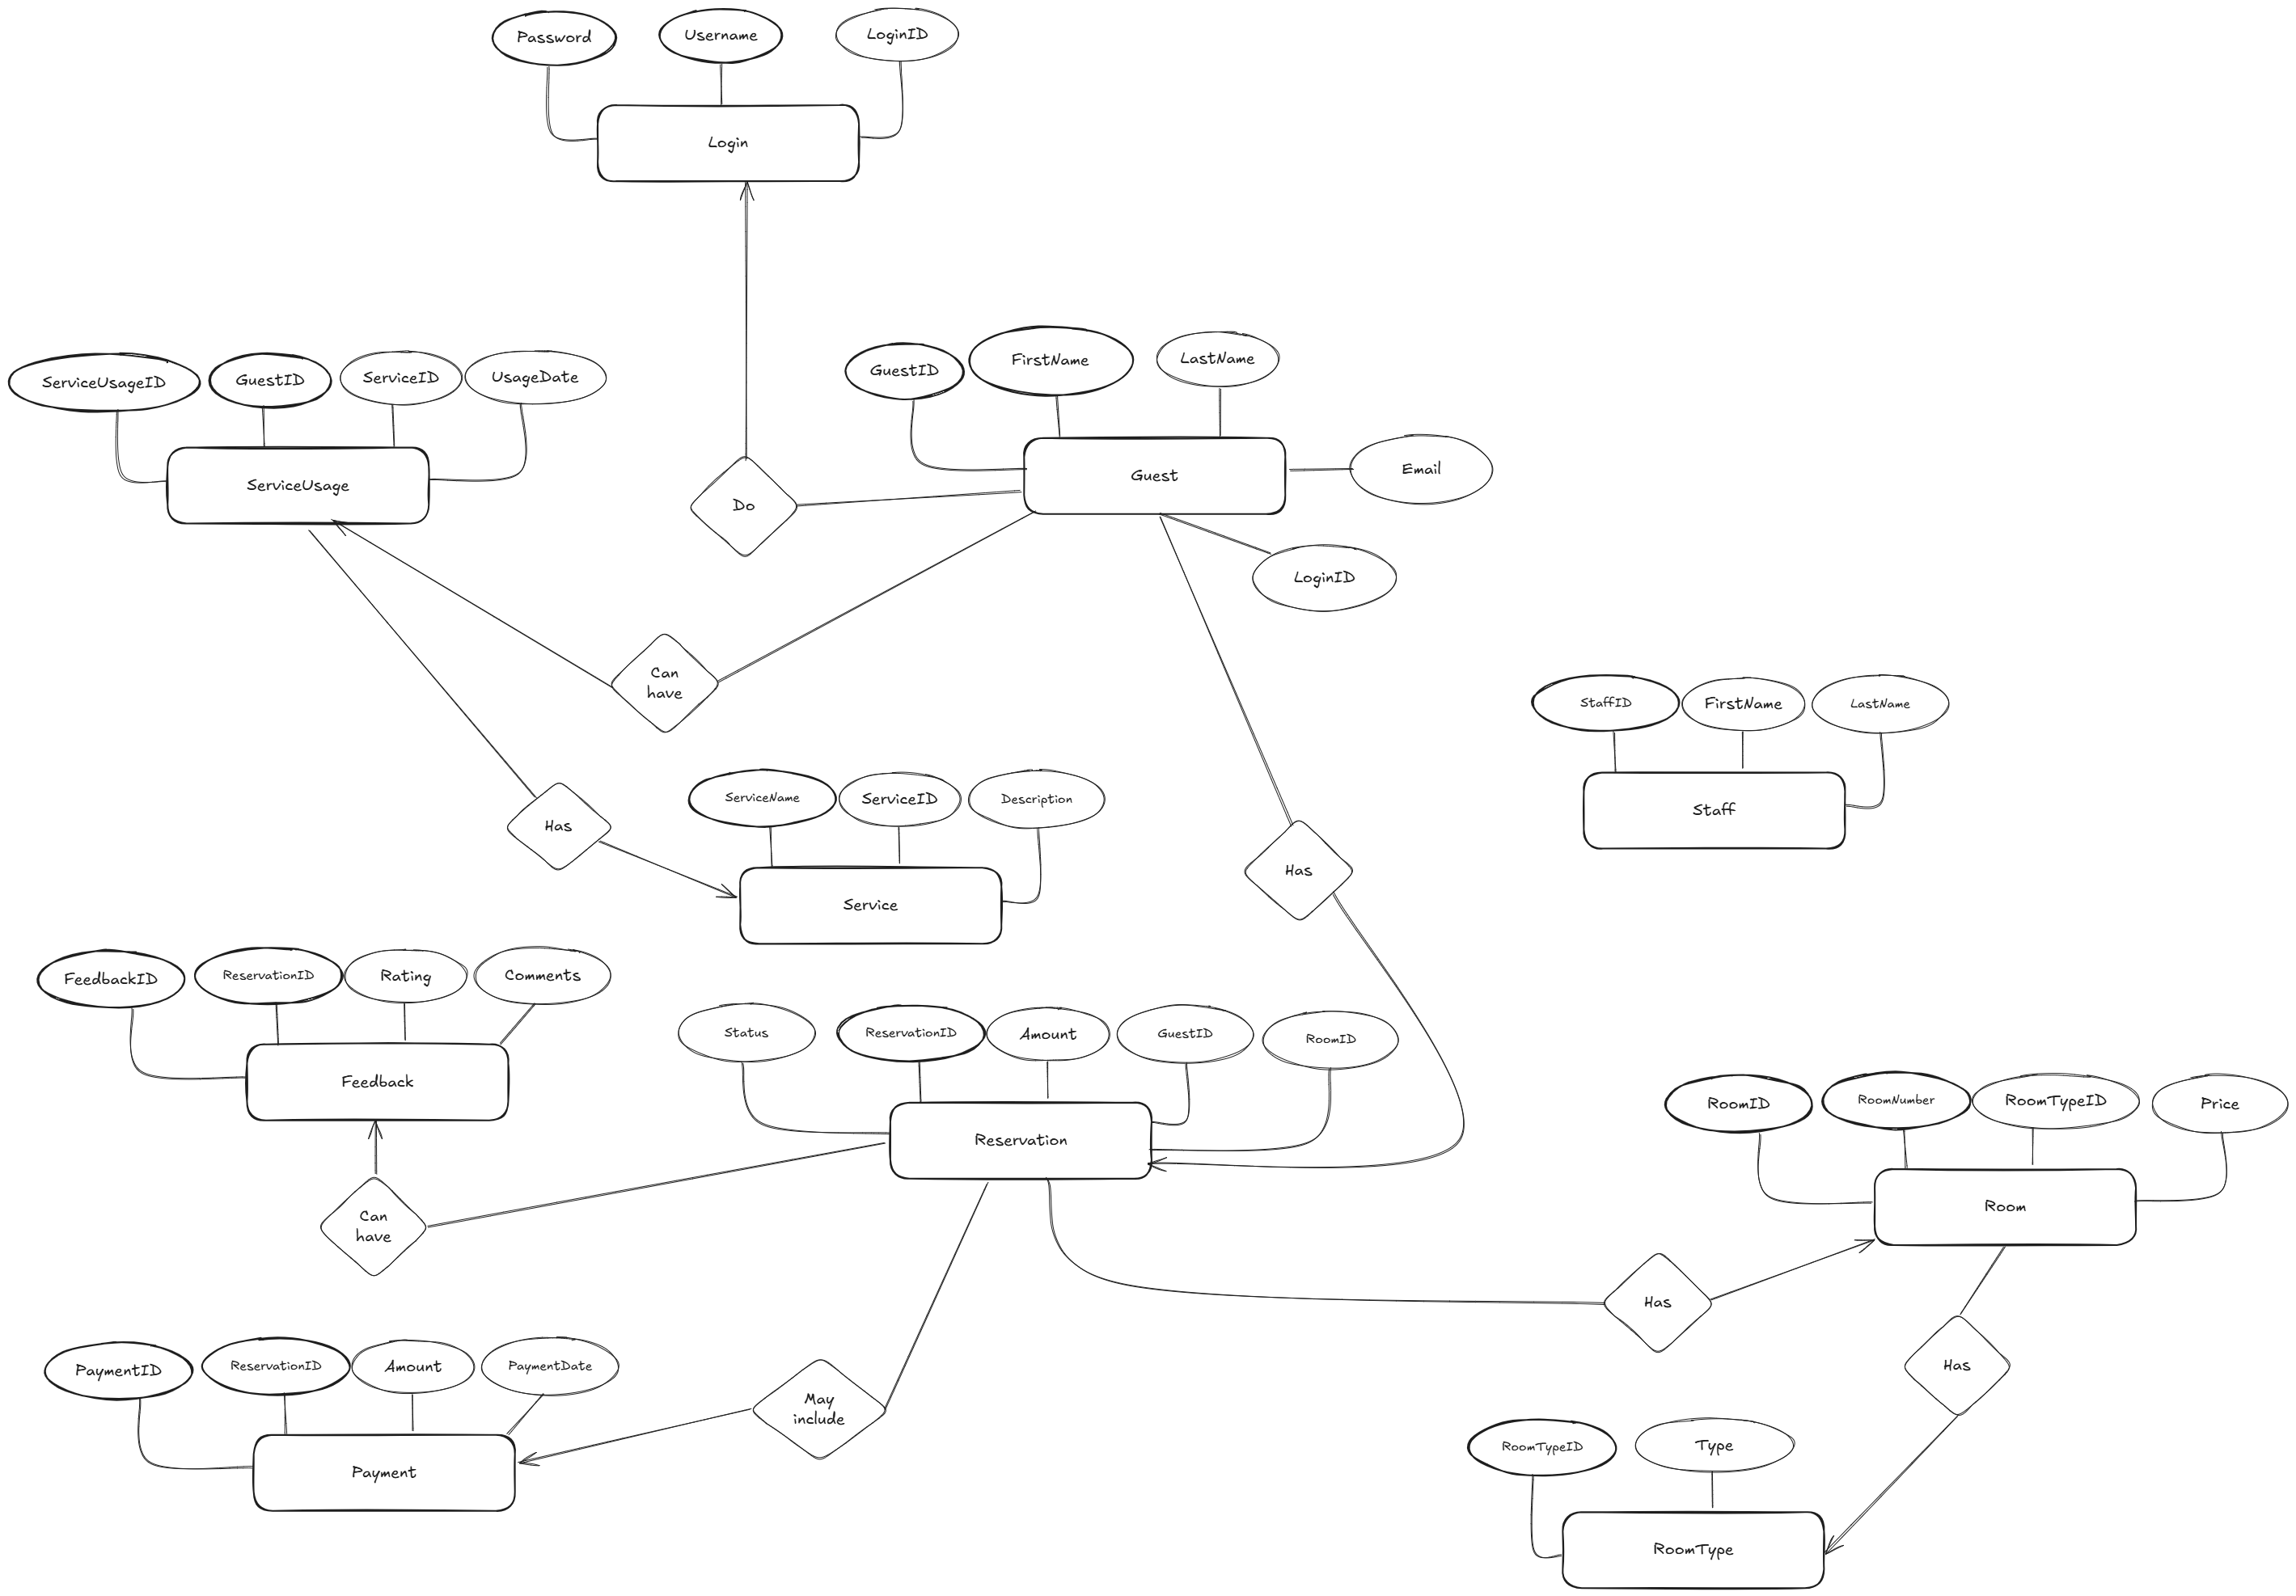 Password
Username
LoginID
Login
ServiceUsageID
GuestID
ServiceID
UsageDate
ServiceUsage
GuestID
FirstName
LastName
Guest
Email
LoginID
Do
Can
have
Has
StaffID
FirstName
LastName
Staff
ServiceName
ServiceID
Description
Service
Has
FeedbackID
ReservationID
Rating
Comments
Feedback
Status
ReservationID
Amount
GuestID
RoomID
Reservation
RoomID
RoomNumber
RoomTypeID
Price
Room
Can
have
Has
Has
PaymentID
ReservationID
Amount
PaymentDate
Payment
May
include
RoomTypeID
Type
RoomType